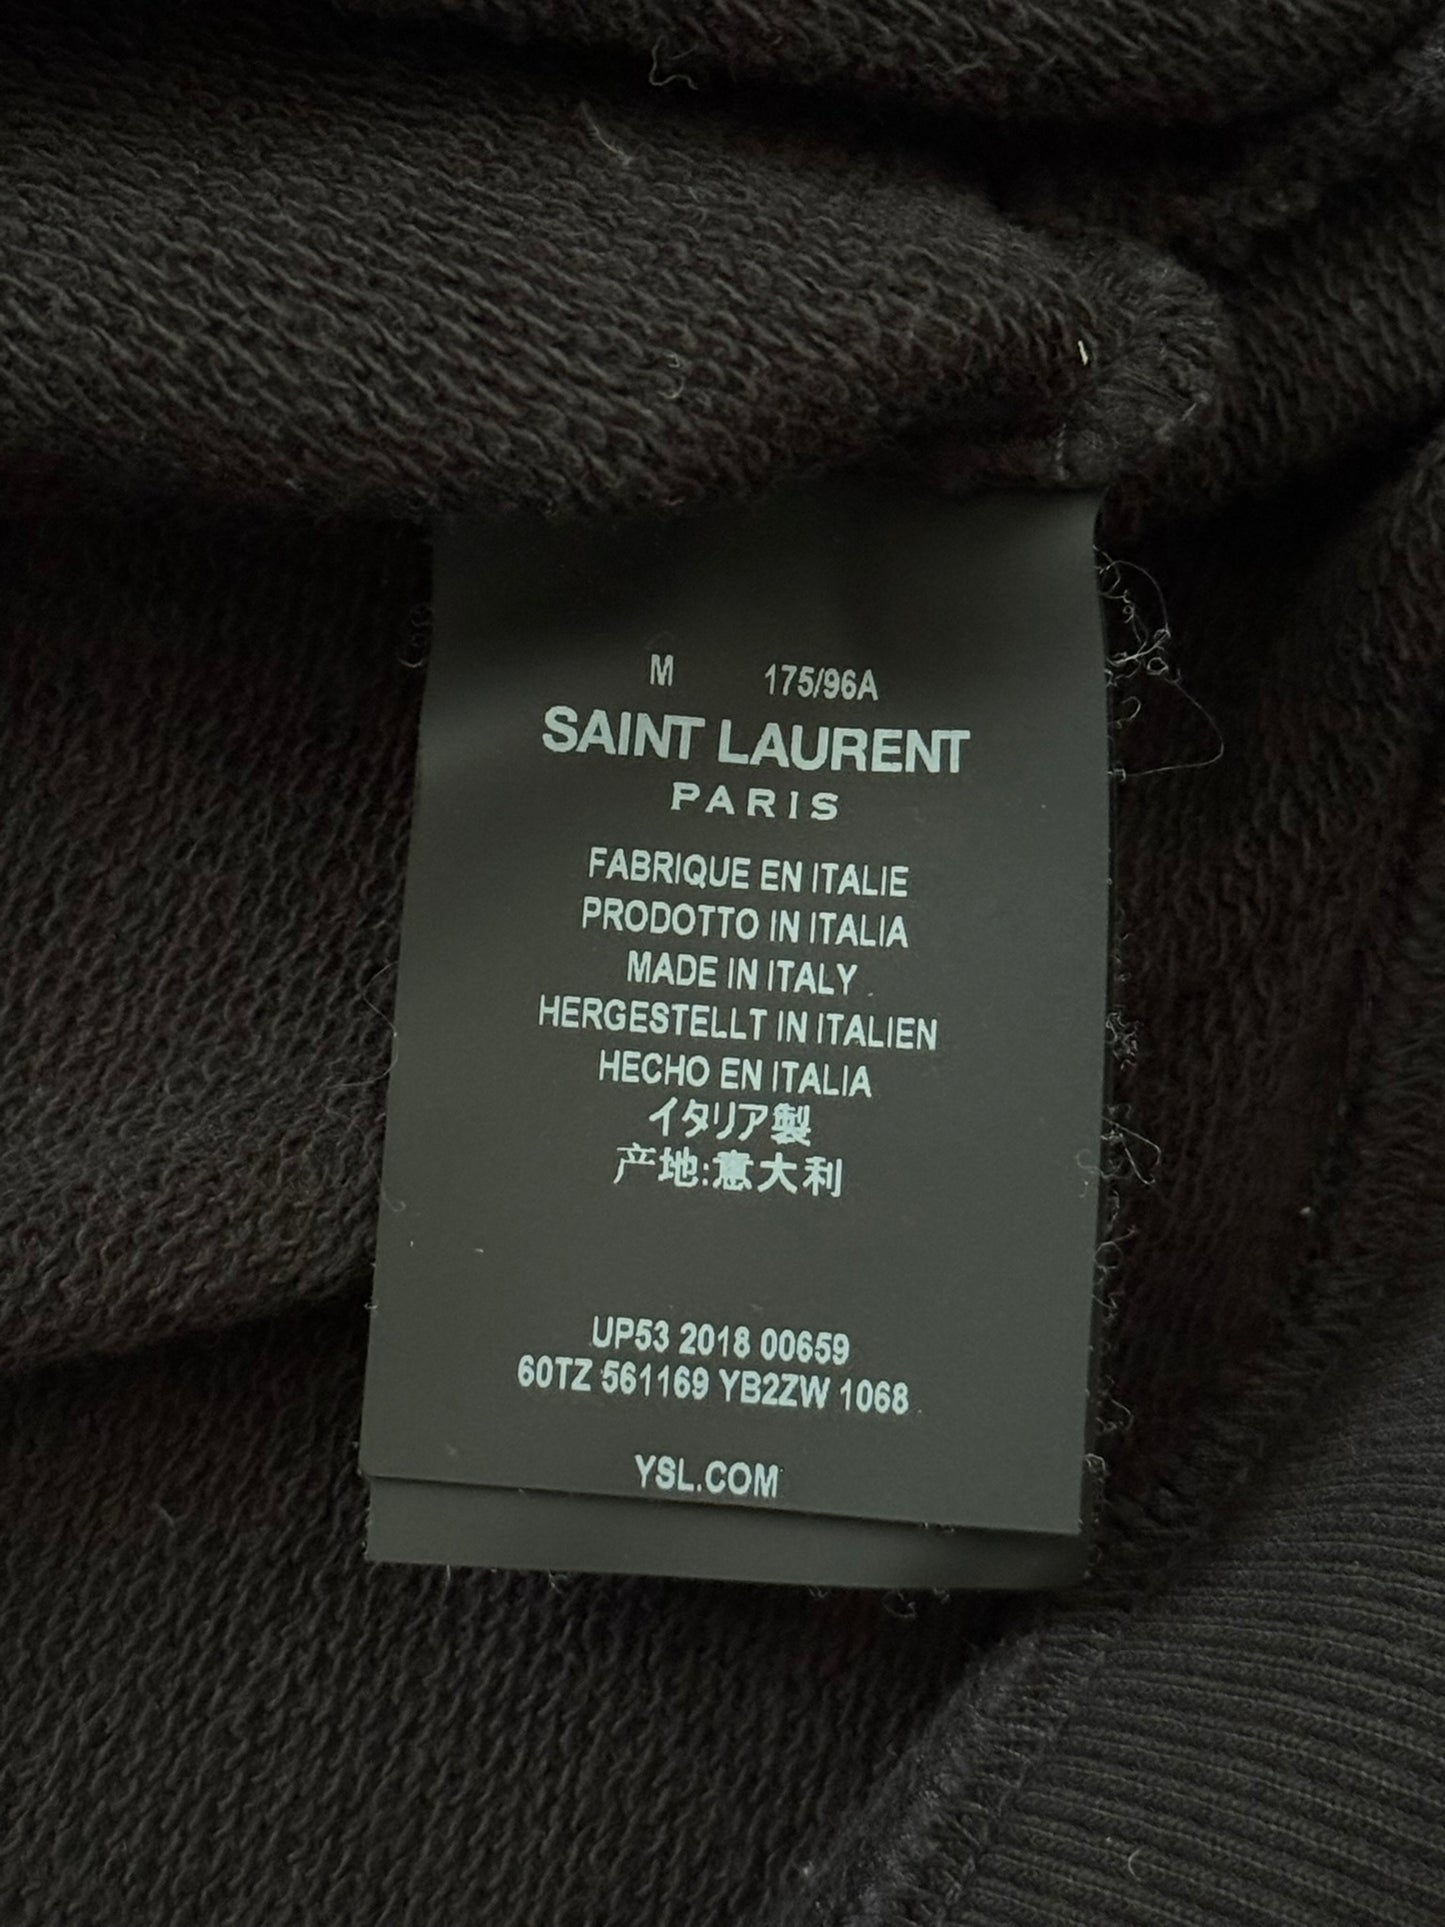 M 175/96A
SAINT LAURENT
PARIS
FABRIQUE EN ITALIE
PRODOTTO IN ITALIA
MADE IN ITALY
HERGESTELLT IN ITALIEN
HECHO EN ITALIA
イタリア製
产地:意大利
UP53 2018 00659
60TZ 561169 YB2ZW 1068
YSL.COM